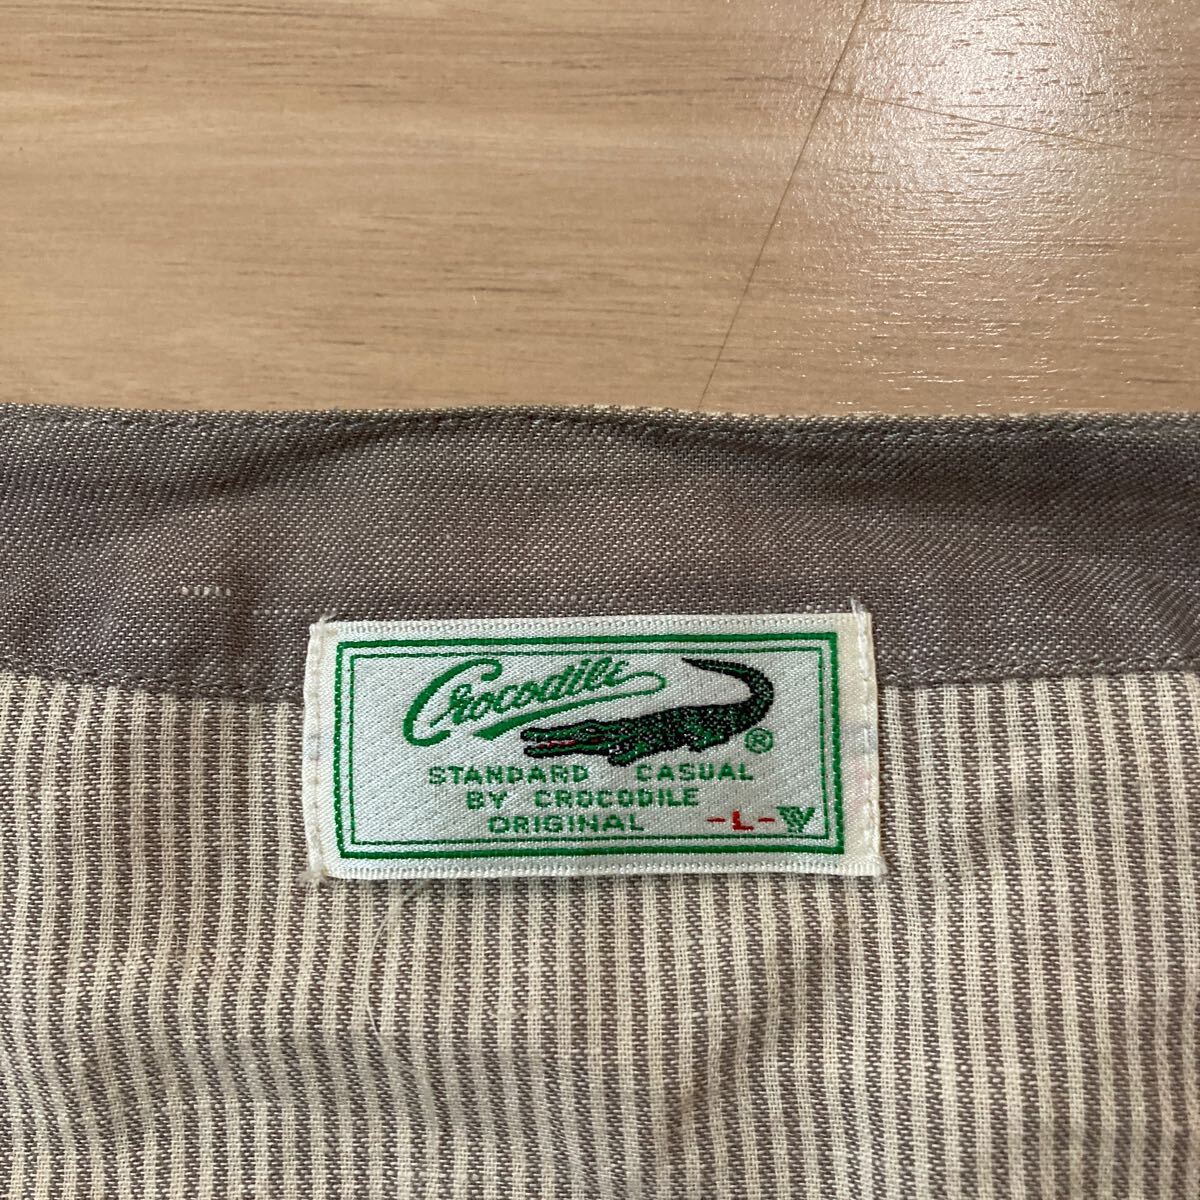 Crocodile ®
STANDARD CASUAL
BY CROCODILE
ORIGINAL -L-